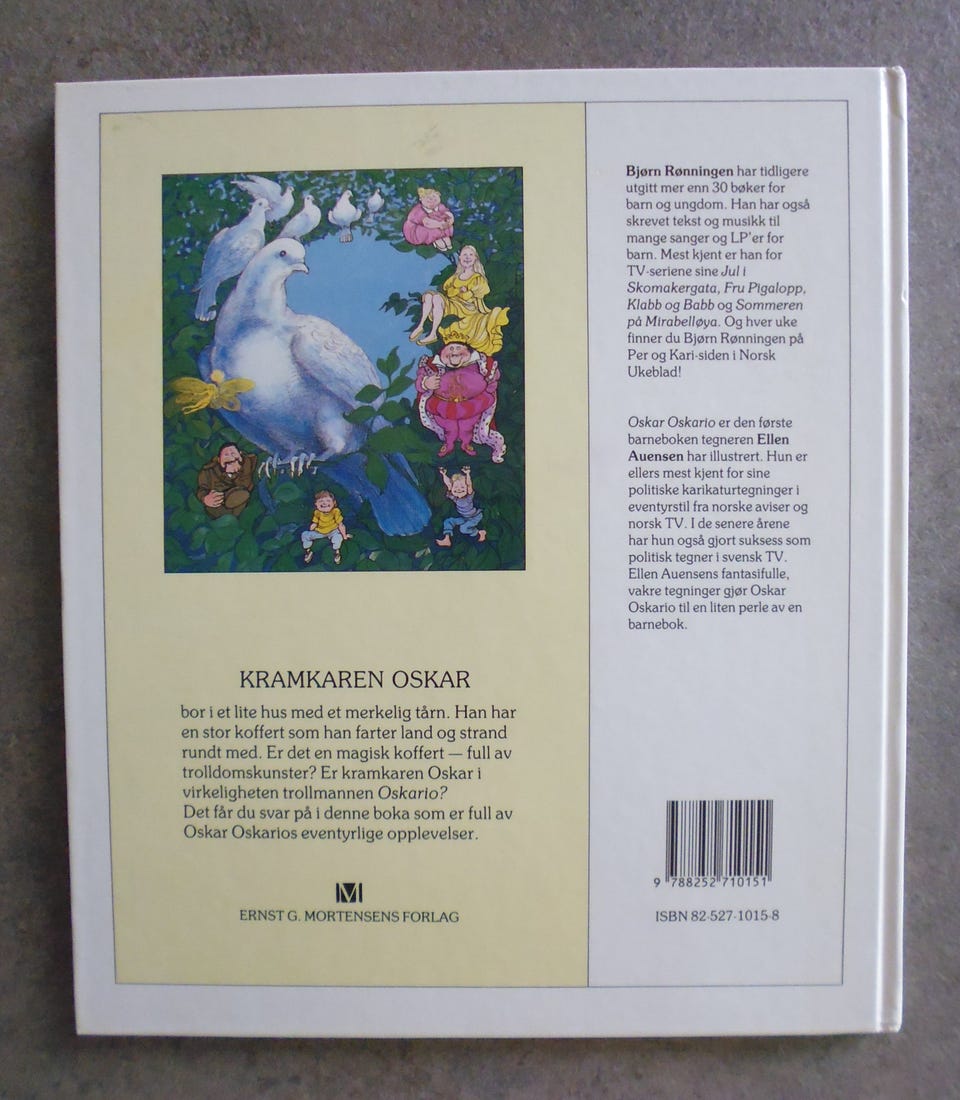 KRAMKAREN OSKAR
bor i et lite hus med et merkelig tårn. Han har
en stor koffert som han farter land og strand
rundt med. Er det en magisk koffert — full av
trolldomskunster? Er kramkaren Oskar i
virkeligheten trollmannen Oskario?
Det får du svar på i denne boka som er full av
Oskar Oskarios eventyrlige opplevelser.
M
ERNST G. MORTENSENS FORLAG
Bjørn Rønningen har tidligere
utgitt mer enn 30 bøker for
barn og ungdom. Han har også
skrevet tekst og musikk til
mange sanger og LP'er for
barn. Mest kjent er han for
TV-seriene sine Jul i
Skomakergata, Fru Pigalopp,
Klabb og Babb og Sommeren
på Mirabelløya. Og hver uke
finner du Bjørn Rønningen på
Per og Kari-siden i Norsk
Ukeblad!
Oskar Oskario er den første
barneboken tegneren Ellen
Auensen har illustrert. Hun er
ellers mest kjent for sine
politiske karikaturtegninger i
eventyrstil fra norske aviser og
norsk TV. I de senere årene
har hun også gjort suksess som
politisk tegner i svensk TV.
Ellen Auensens fantasifulle,
vakre tegninger gjør Oskar
Oskario til en liten perle av en
barnebok.
9 788252 710151
ISBN 82-527-1015-8